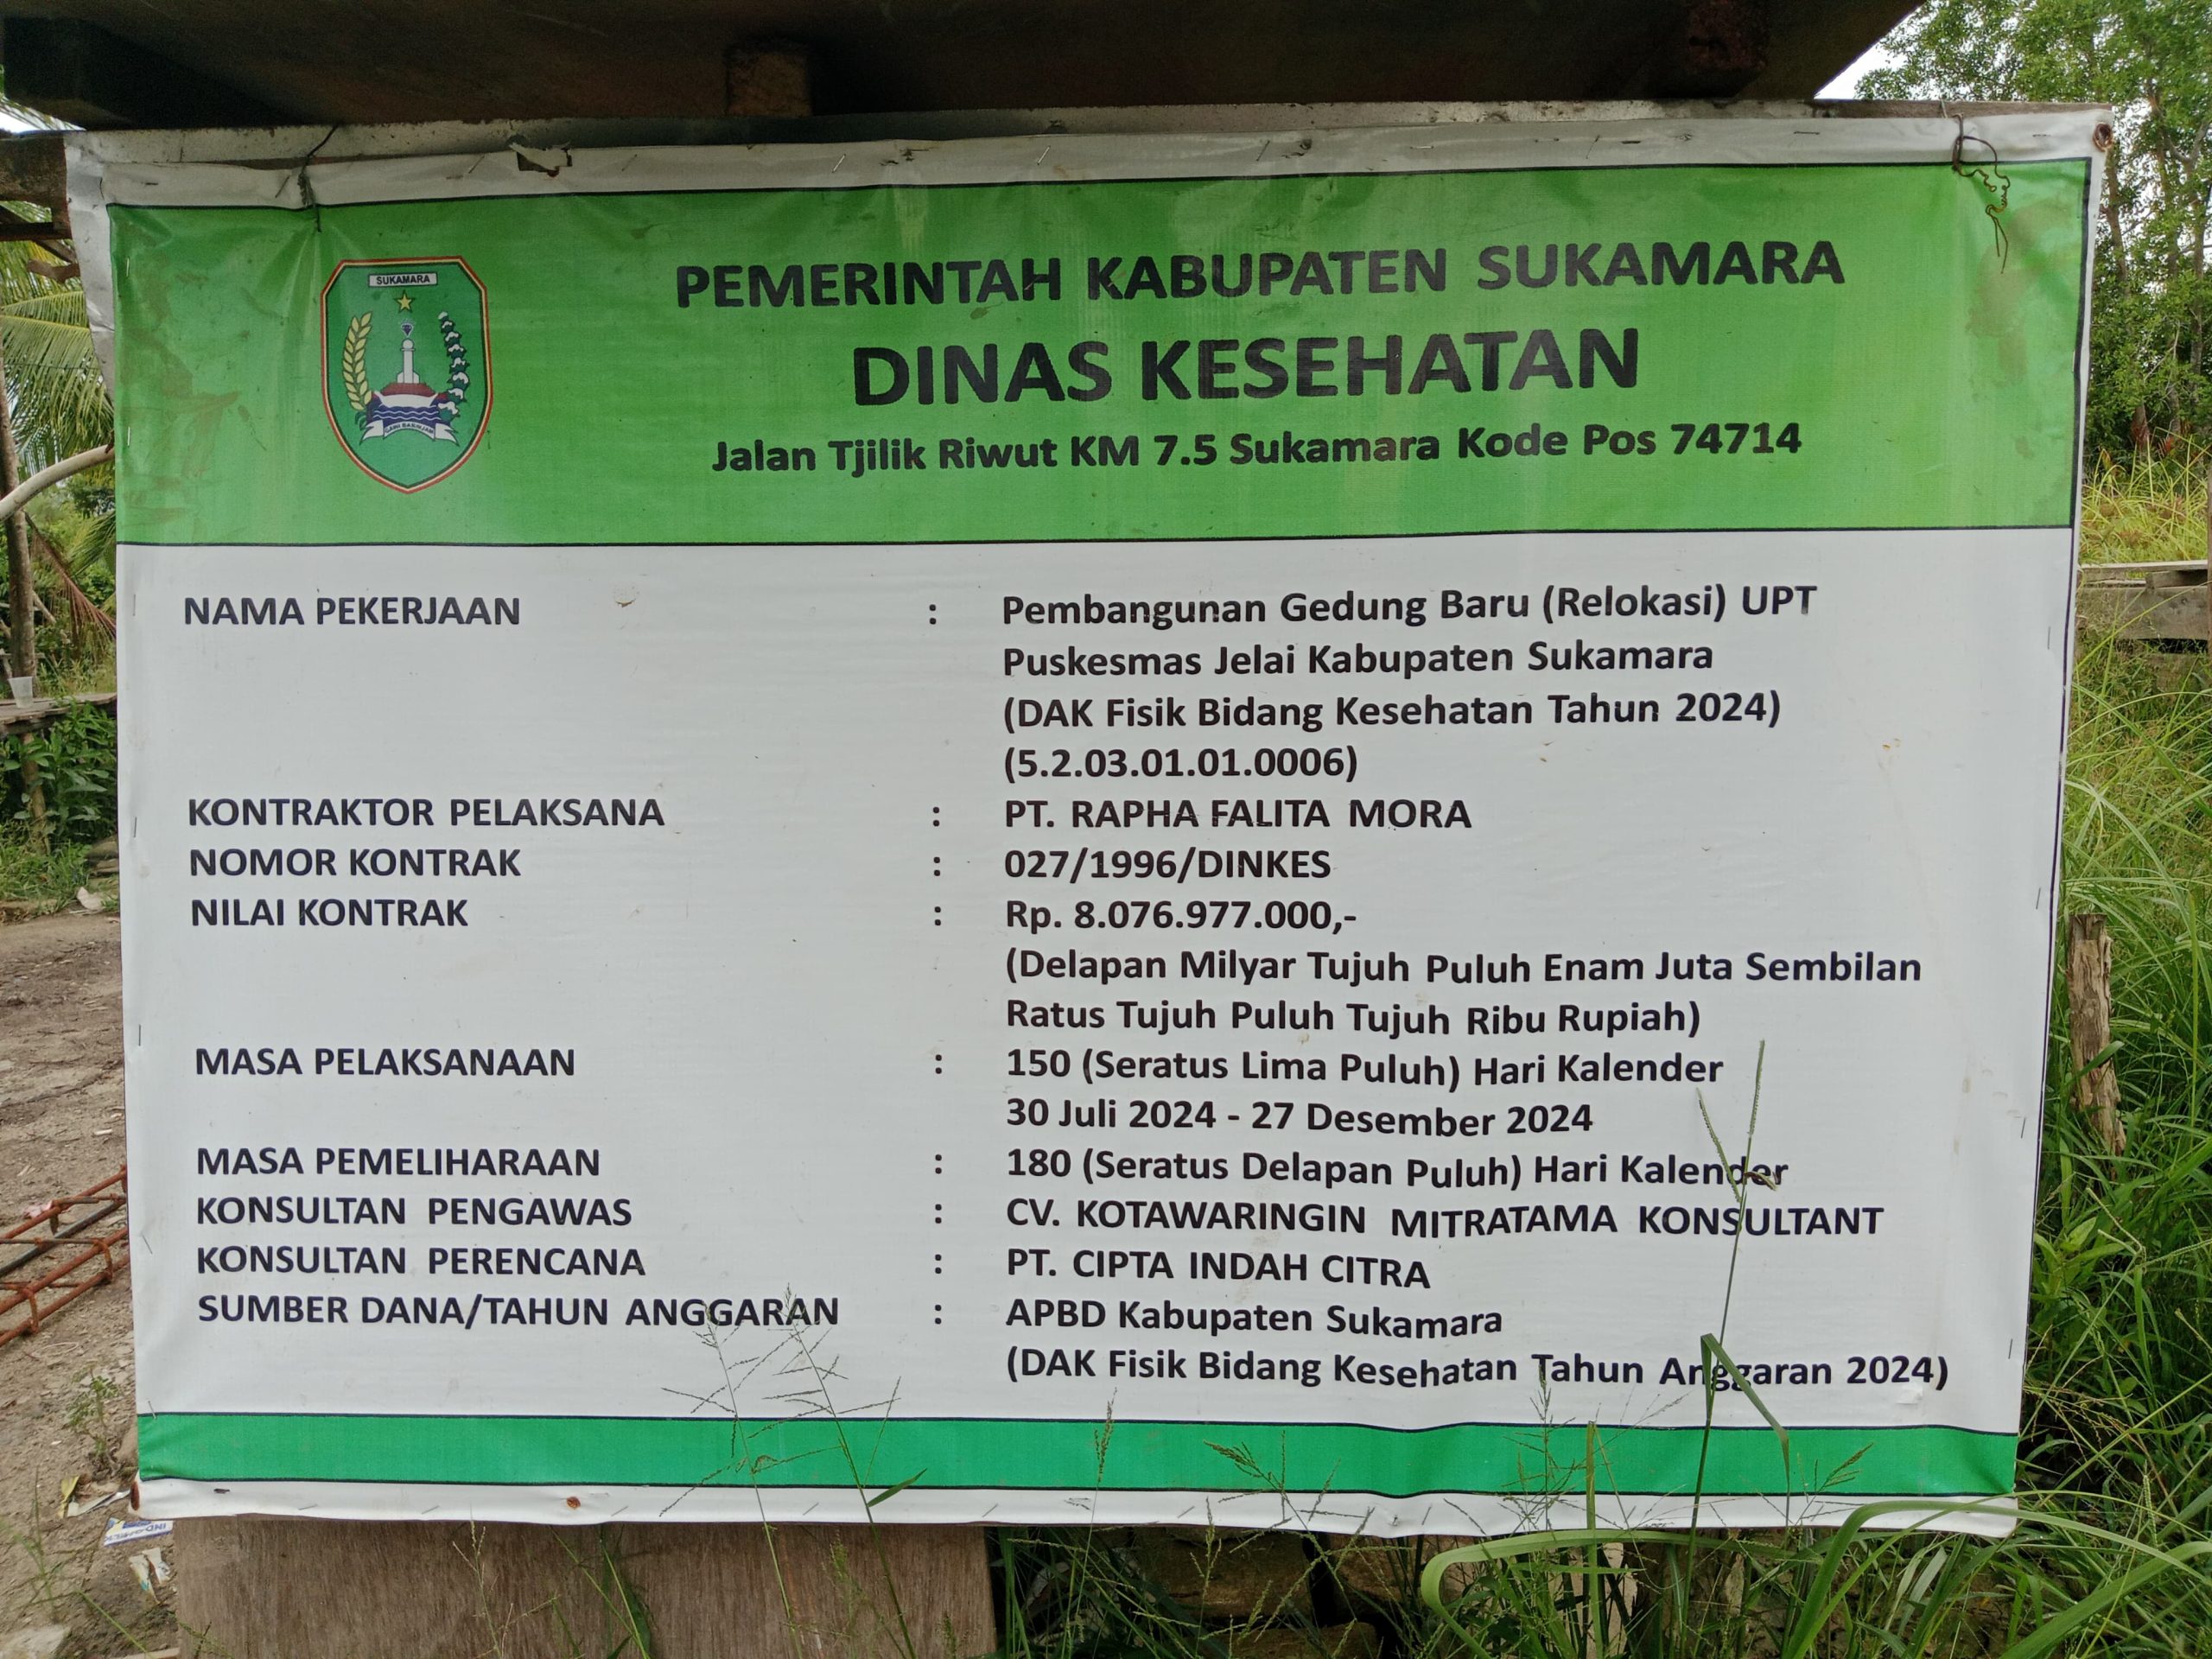 SUKAMARA
PEMERINTAH KABUPATEN SUKAMARA
DINAS KESEHATAN
Jalan Tjilik Riwut KM 7.5 Sukamara Kode Pos 74714
NAMA PEKERJAAN : Pembangunan Gedung Baru (Relokasi) UPT
Puskesmas Jelai Kabupaten Sukamara
(DAK Fisik Bidang Kesehatan Tahun 2024)
(5.2.03.01.01.0006)
KONTRAKTOR PELAKSANA : PT. RAPHA FALITA MORA
NOMOR KONTRAK : 027/1996/DINKES
NILAI KONTRAK : Rp. 8.076.977.000,-
(Delapan Milyar Tujuh Puluh Enam Juta Sembilan
Ratus Tujuh Puluh Tujuh Ribu Rupiah)
MASA PELAKSANAAN : 150 (Seratus Lima Puluh) Hari Kalender
30 Juli 2024 - 27 Desember 2024
MASA PEMELIHARAAN : 180 (Seratus Delapan Puluh) Hari Kalender
KONSULTAN PENGAWAS : CV. KOTAWARINGIN MITRATAMA KONSULTANT
KONSULTAN PERENCANA : PT. CIPTA INDAH CITRA
SUMBER DANA/TAHUN ANGGARAN : APBD Kabupaten Sukamara
(DAK Fisik Bidang Kesehatan Tahun Anggaran 2024)